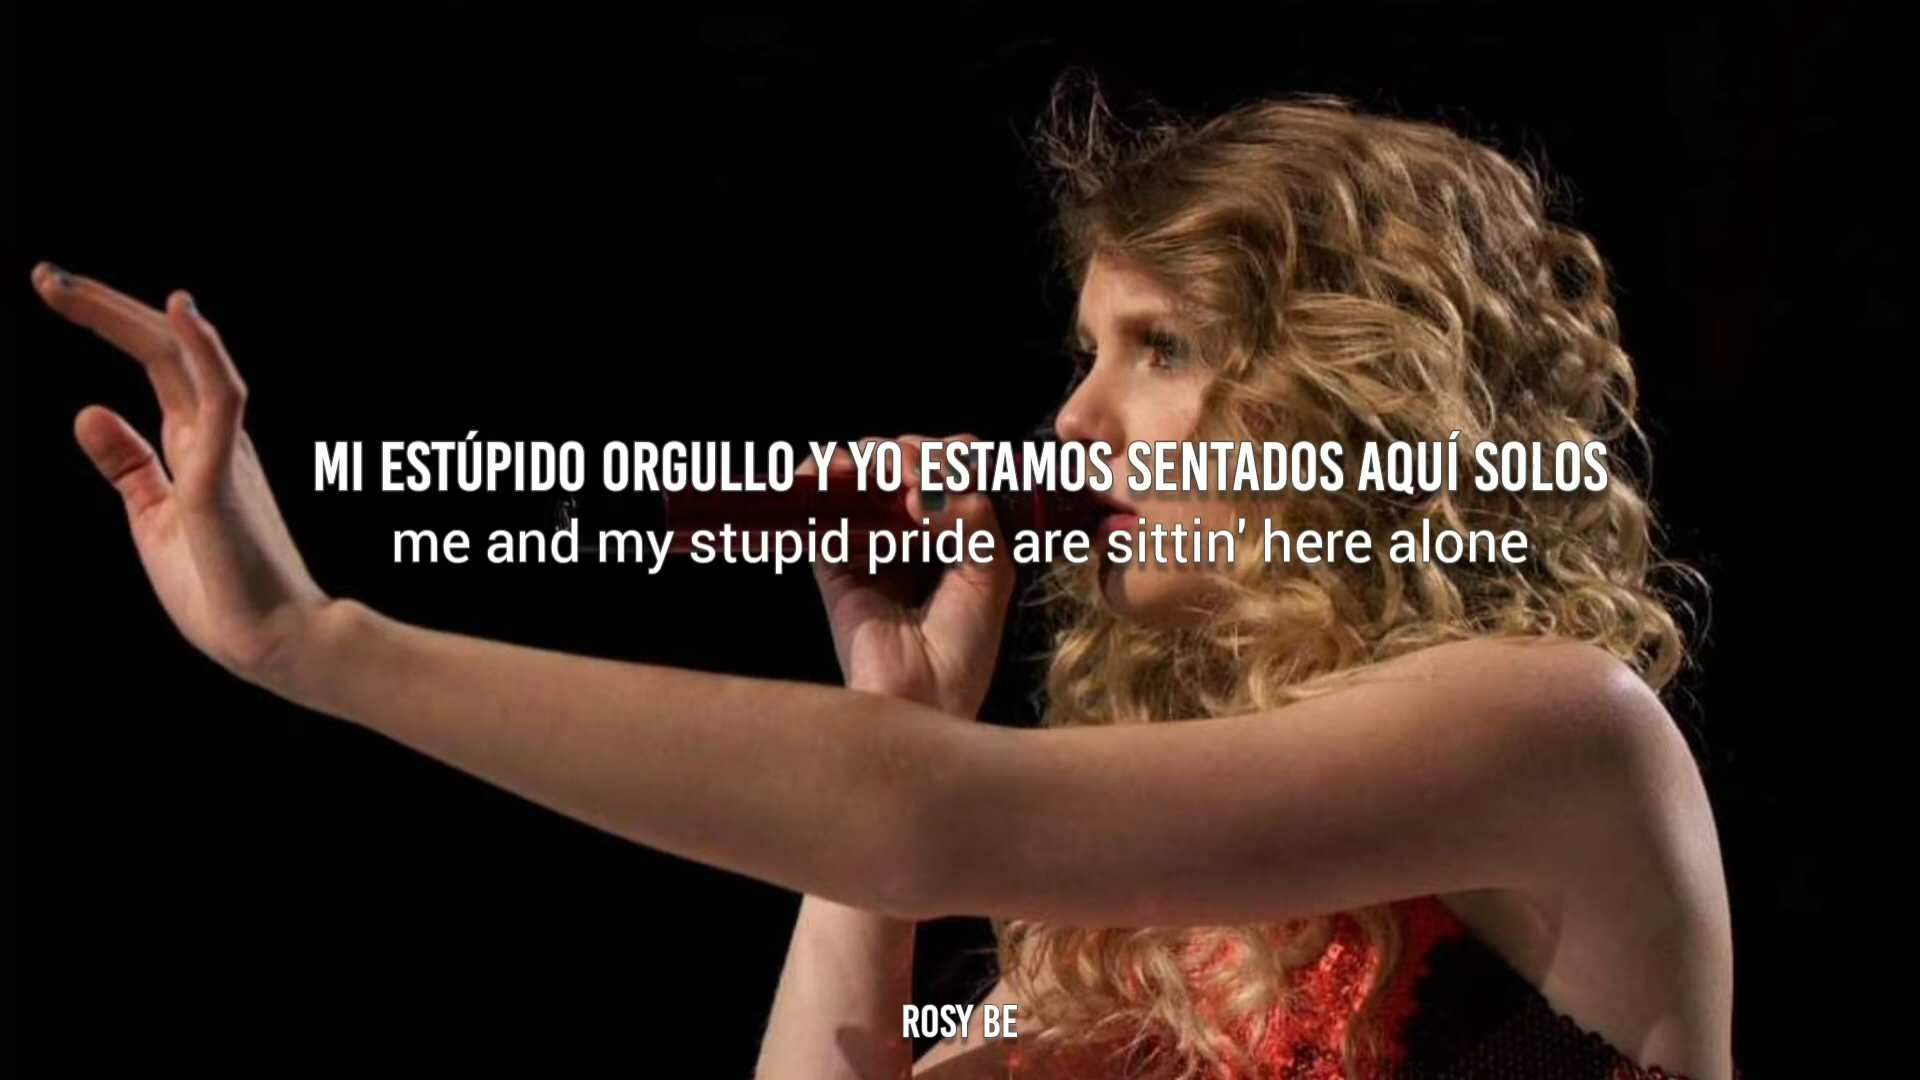 MI ESTÚPIDO ORGULLO Y YO ESTAMOS SENTADOS AQUÍ SOLOS
me and my stupid pride are sittin' here alone
ROSY BE